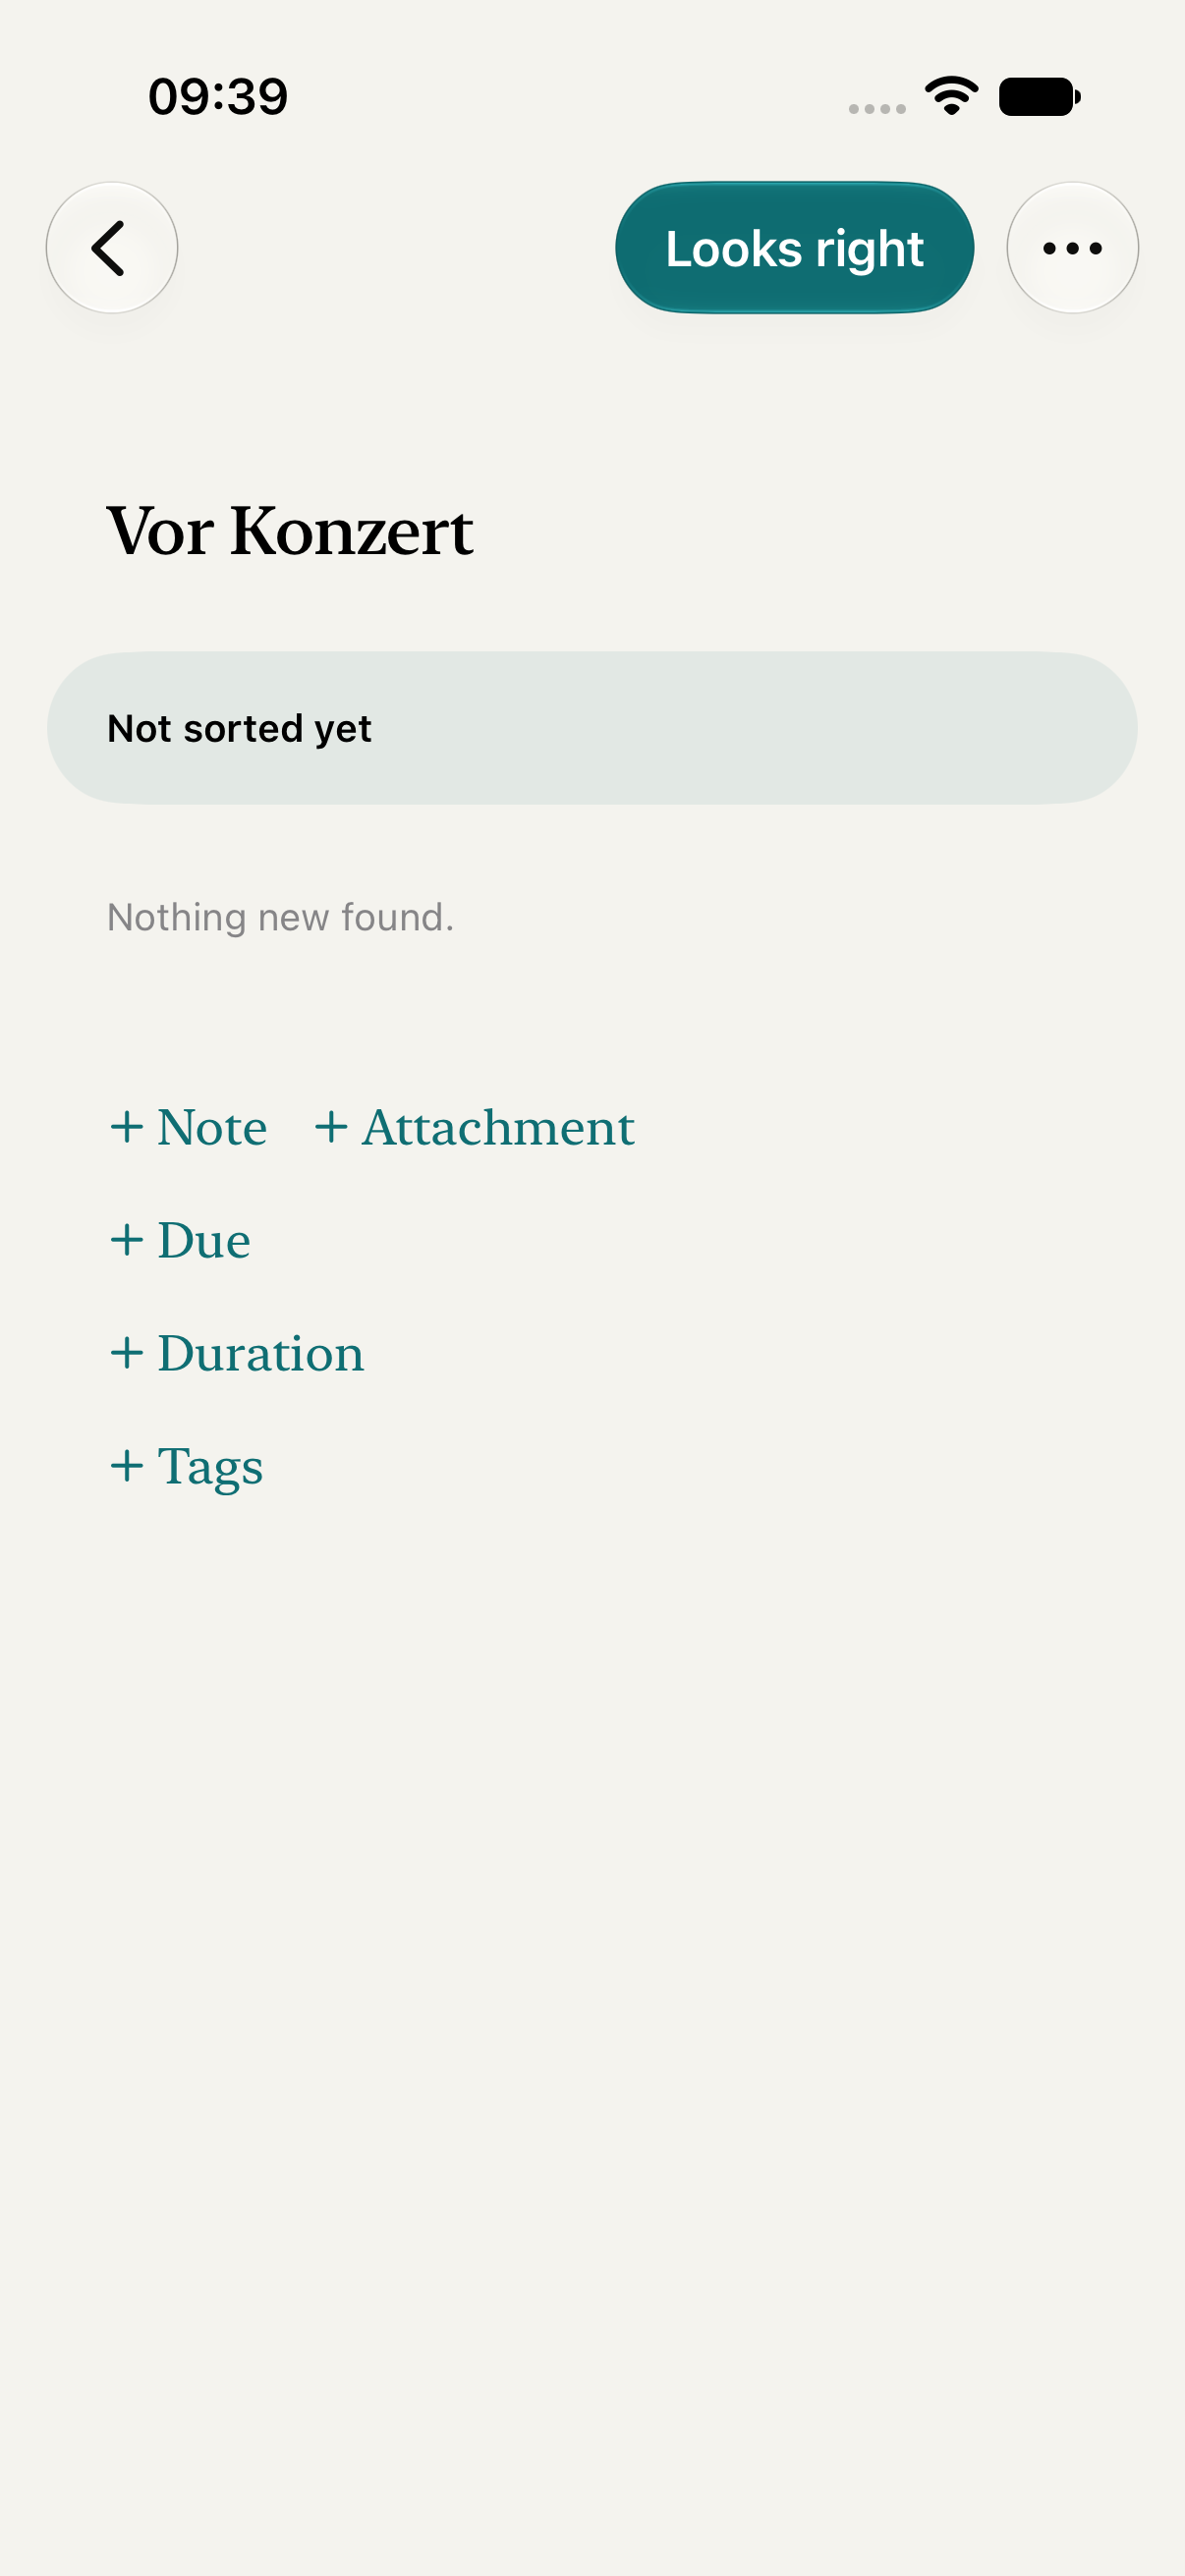 09:39
Looks right
Vor Konzert
Not sorted yet
Nothing new found.
+ Note + Attachment
+ Due
+ Duration
+ Tags